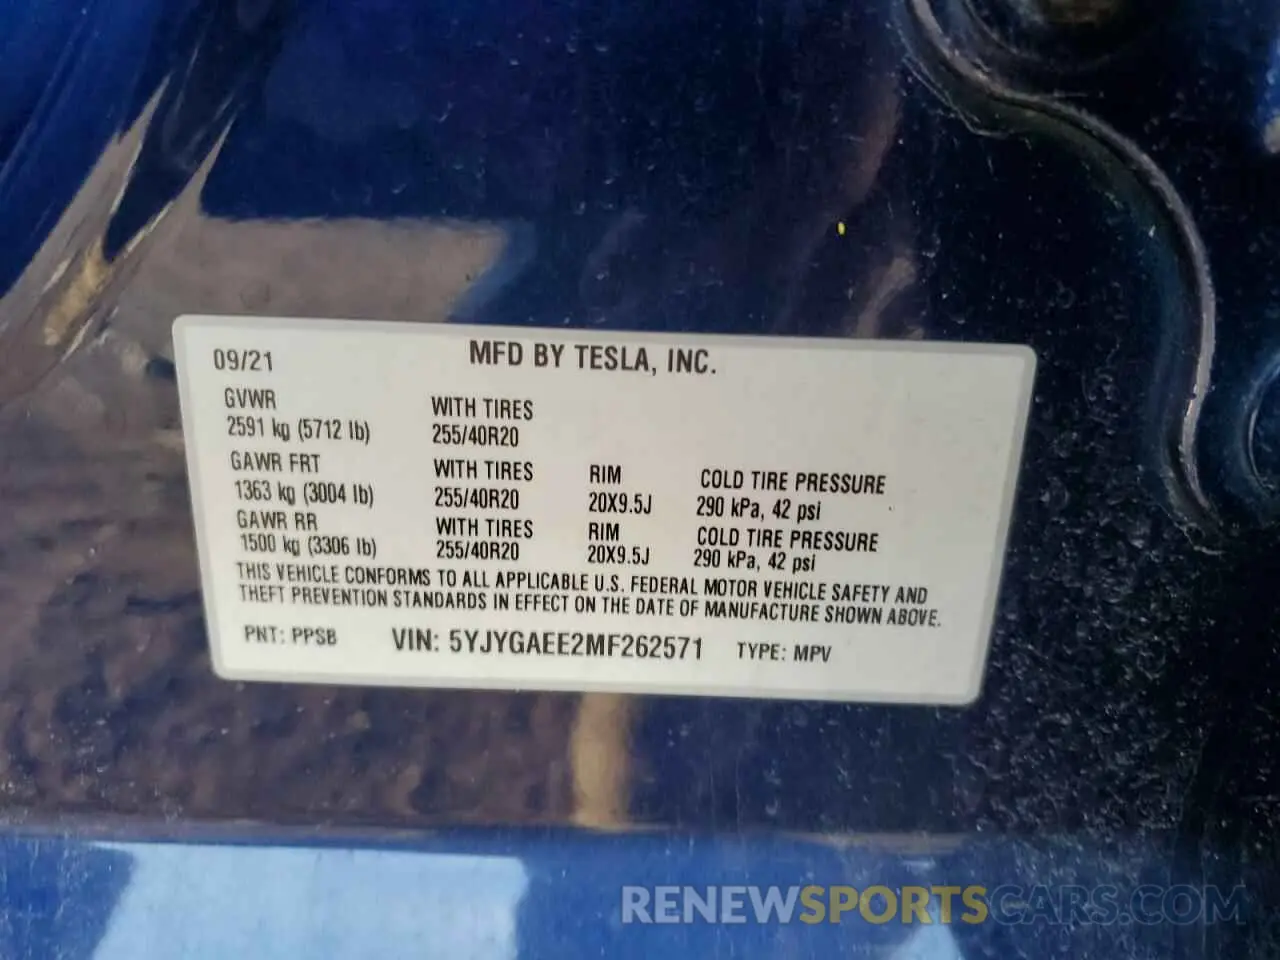 09/21 MFD BY TESLA, INC.
GVWR WITH TIRES
2591 kg (5712 lb) 255/40R20
GAWR FRT WITH TIRES RIM COLD TIRE PRESSURE
1363 kg (3004 lb) 255/40R20 20X9.5J 290 kPa, 42 psi
GAWR RR WITH TIRES RIM COLD TIRE PRESSURE
1500 kg (3306 lb) 255/40R20 20X9.5J 290 kPa, 42 psi
THIS VEHICLE CONFORMS TO ALL APPLICABLE U.S. FEDERAL MOTOR VEHICLE SAFETY AND
THEFT PREVENTION STANDARDS IN EFFECT ON THE DATE OF MANUFACTURE SHOWN ABOVE.
PNT: PPSB VIN: 5YJYGAEE2MF262571 TYPE: MPV
RENEWSPORTSCARS.COM